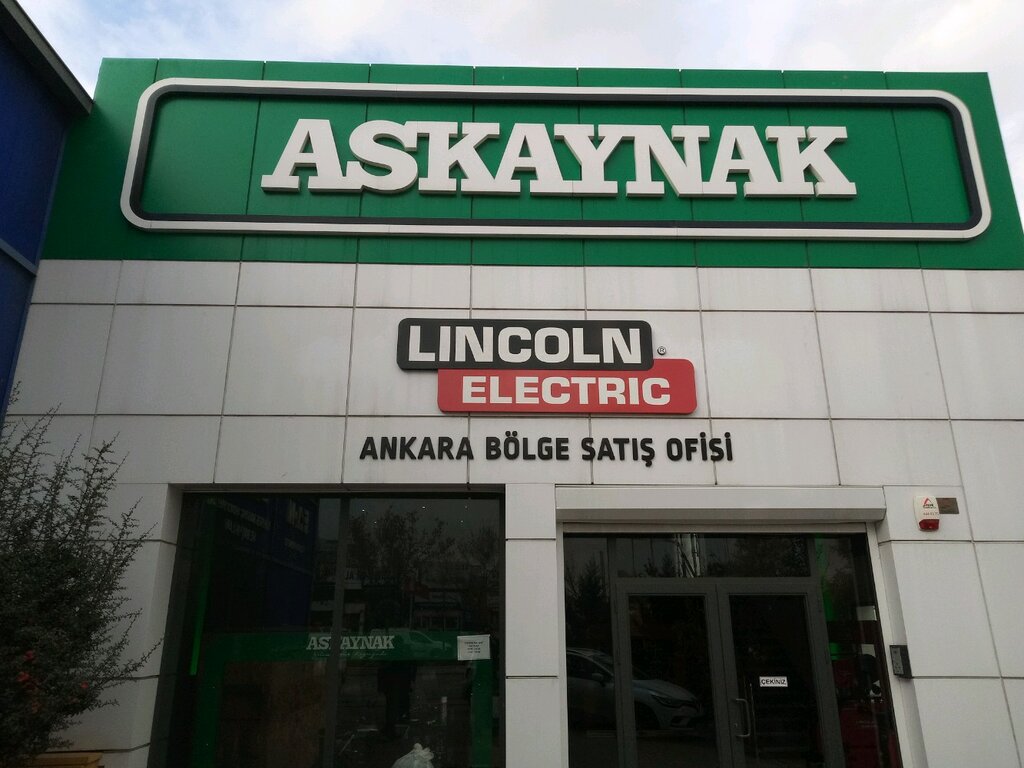 ASKAYNAK
LINCOLN ®
ELECTRIC
ANKARA BÖLGE SATIŞ OFİSİ
ASKAYNAK
ÇEKİNİZ